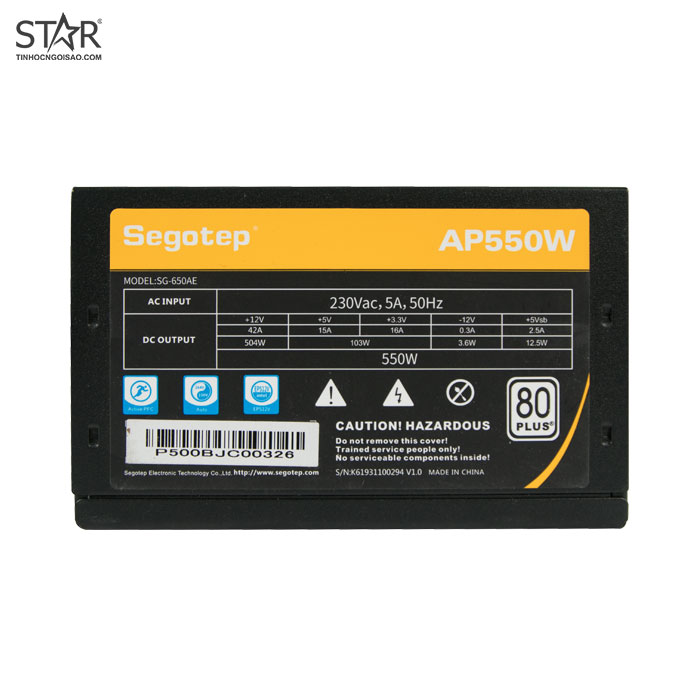 STAR®
TINHOCNGOISAO.COM
Segotep® AP550W
MODEL:SG-650AE
AC INPUT 230Vac, 5A, 50Hz
DC OUTPUT +12V +5V +3.3V -12V +5Vsb
42A 15A 16A 0.3A 2.5A
504W 103W 3.6W 12.5W
550W
Active PFC Auto EPS12V
80 PLUS®
CAUTION! HAZARDOUS
Do not remove this cover!
Trained service people only!
No serviceable components inside!
P500BJC00326
Segotep Electronic Technology Co.,Ltd. http://www.segotep.com
S/N:K61931100294 V1.0 MADE IN CHINA